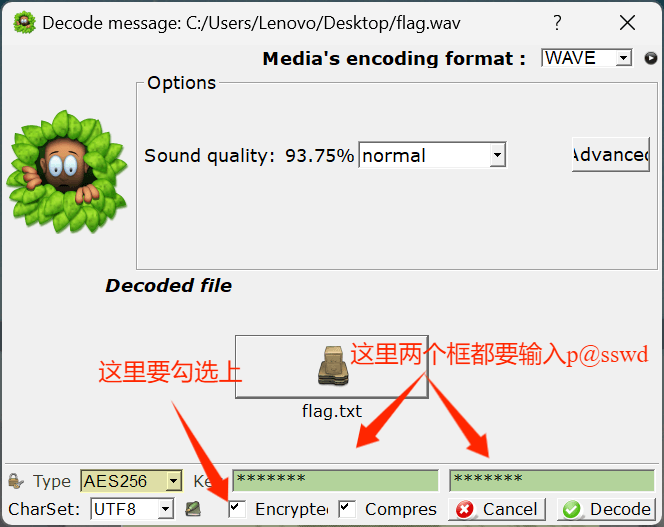 Decode message: C:/Users/Lenovo/Desktop/flag.wav
Media's encoding format : WAVE
Options
Sound quality: 93.75% normal
Advanced
Decoded file
这里要勾选上
这里两个框都要输入p@sswd
flag.txt
Type AES256 Ke ******* *******
CharSet: UTF8 Encrypte Compres Cancel Decode